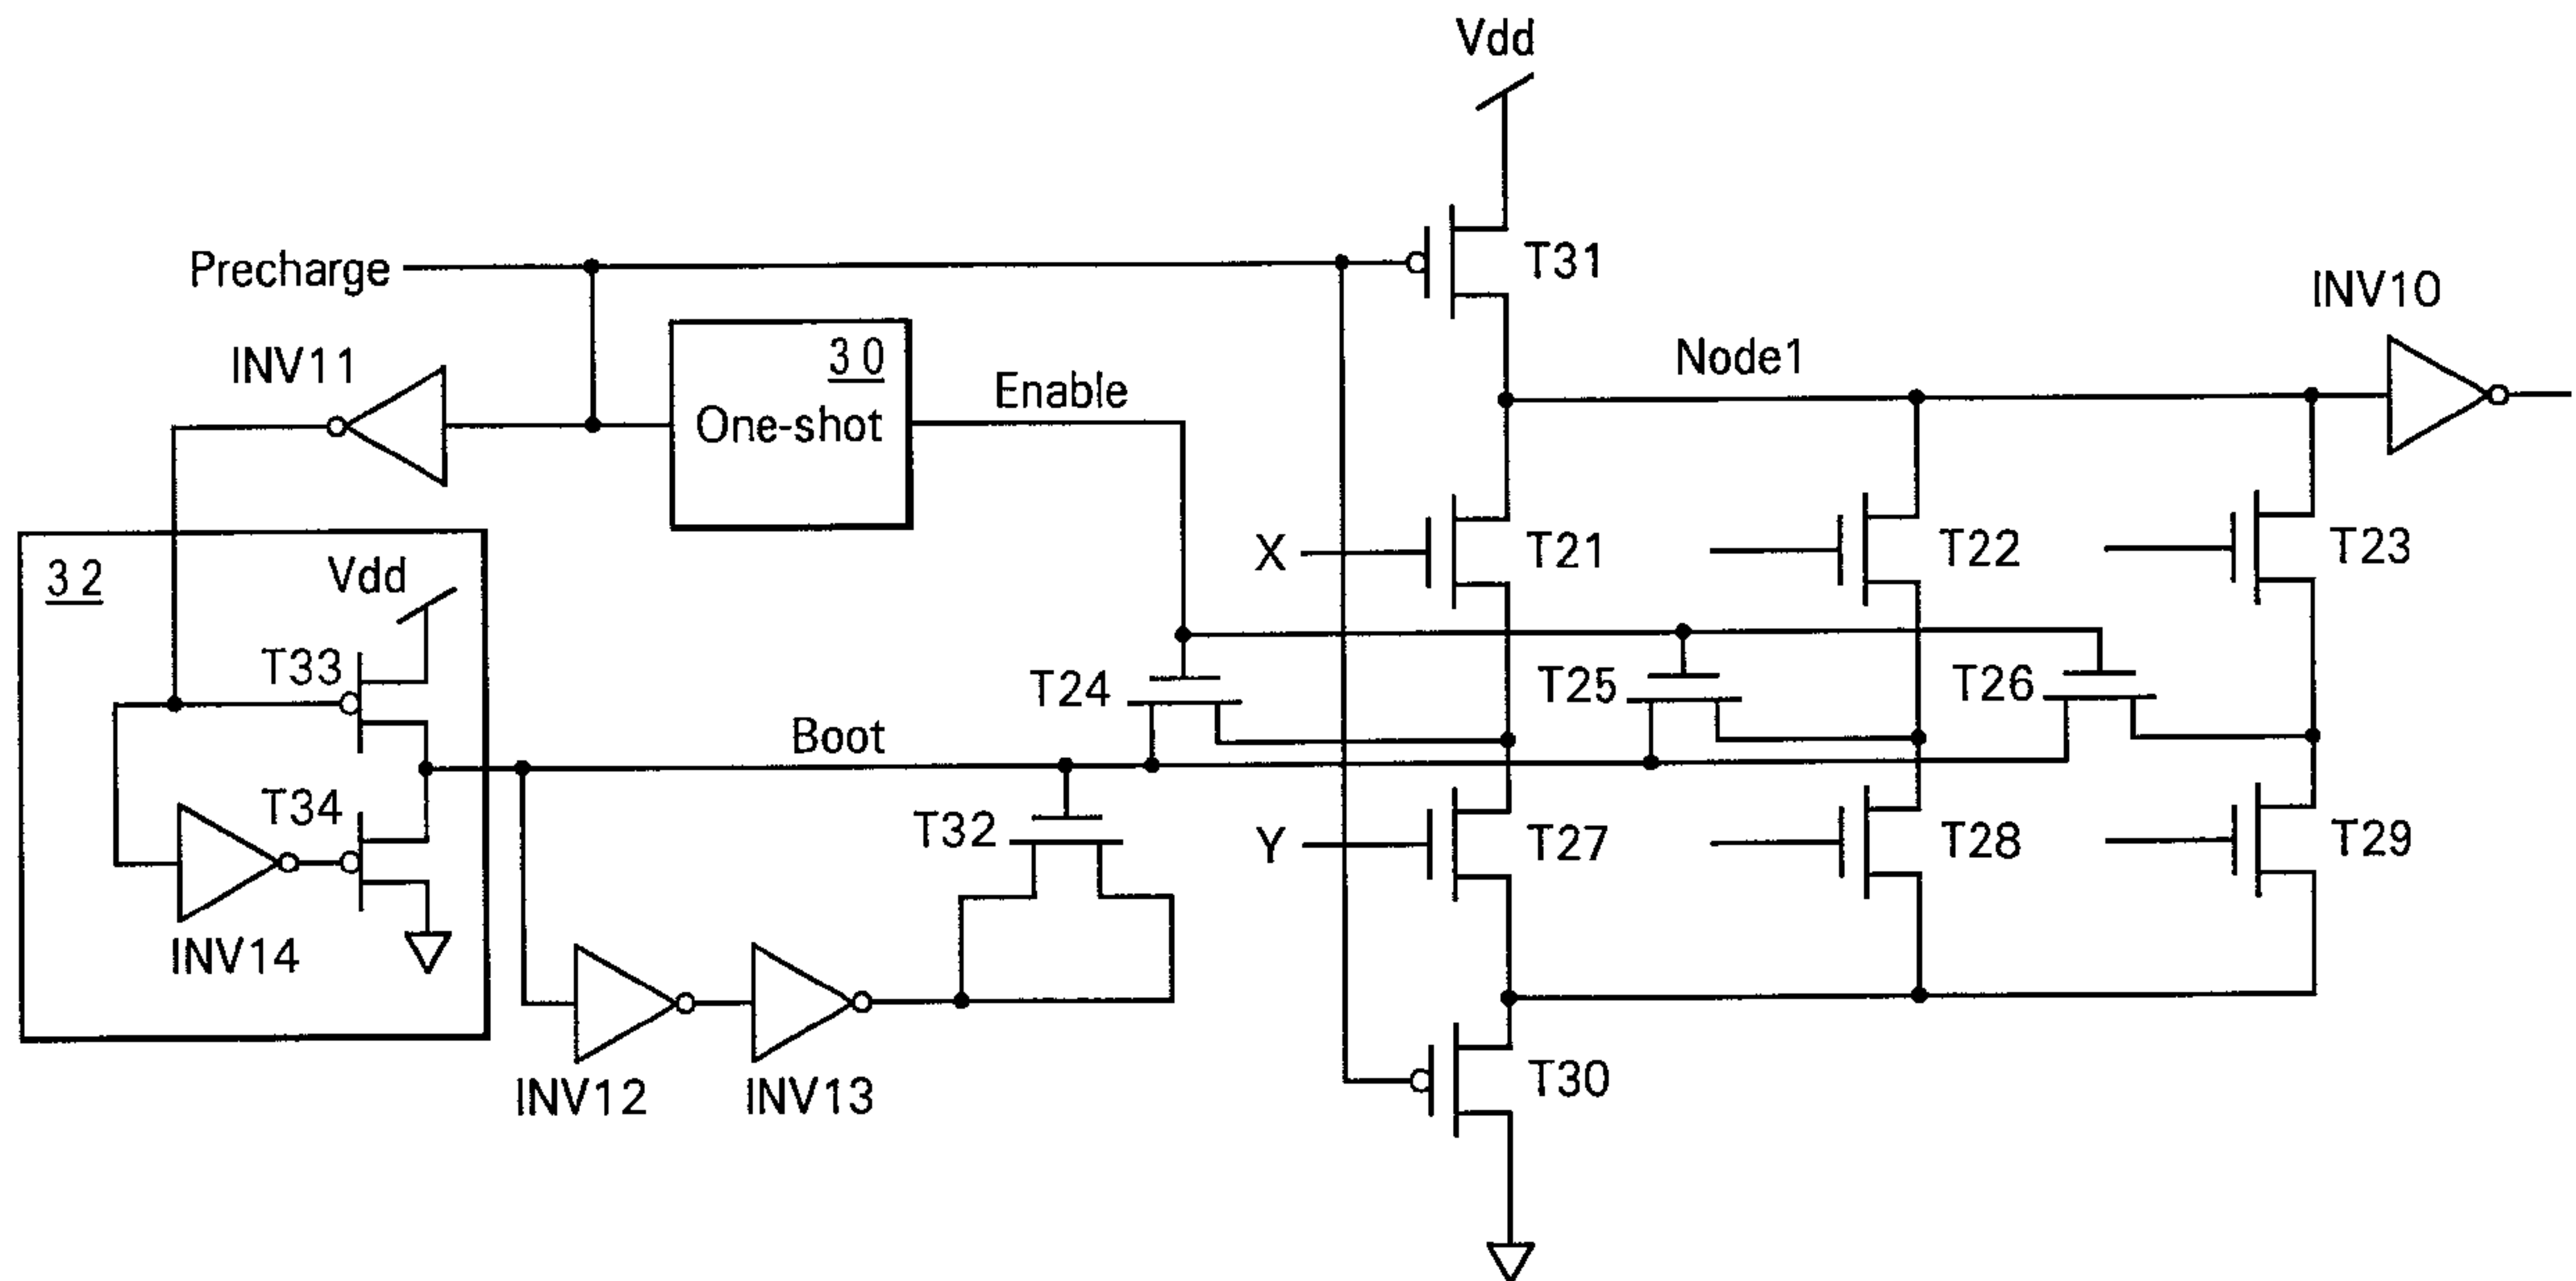 Vdd
Precharge
T31
INV10
INV11
30
One-shot
Enable
Node1
X
T21
T22
T23
32
Vdd
T33
T24
T25
T26
Boot
T34
T32
Y
T27
T28
T29
INV14
INV12
INV13
T30